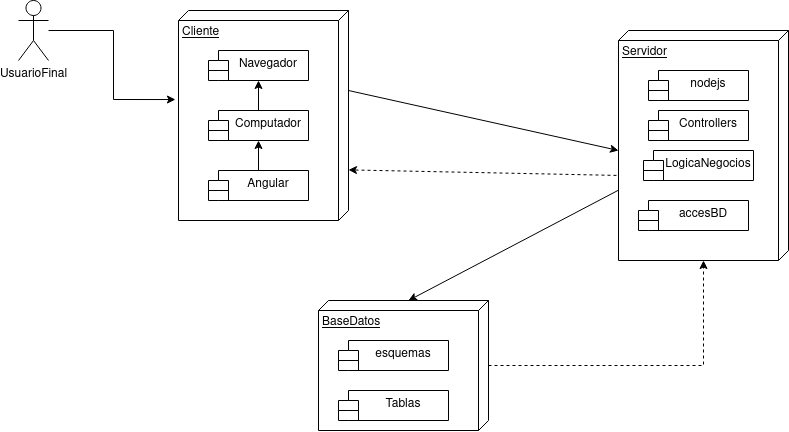 UsuarioFinal
Cliente
Navegador
Computador
Angular
Servidor
nodejs
Controllers
LogicaNegocios
accesBD
BaseDatos
esquemas
Tablas